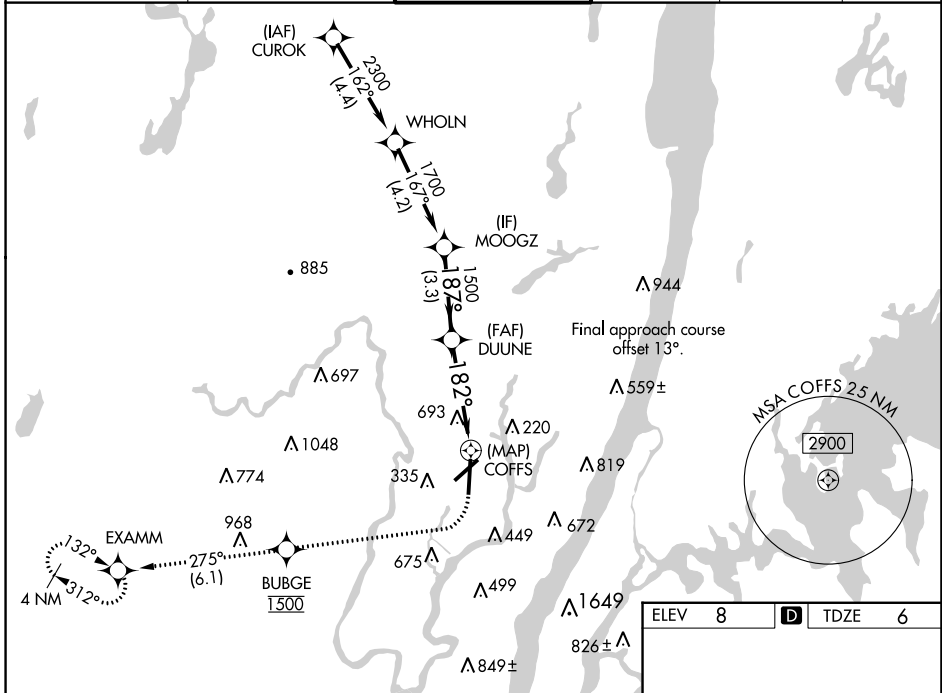 (IAF)
CUROK
2300
162°
(4.4)
WHOLN
1700
167°
(4.2)
(IF)
MOOGZ
1500
187°
(3.3)
885
944
(FAF)
DUUNE
Final approach course
offset 13°.
182°
697
559±
MSA COFFS 25 NM
2900
693
220
1048
(MAP)
COFFS
819
774
335
968
672
449
EXAMM
132°
312°
4 NM
275°
(6.1)
BUBGE
1500
675
499
1649
826±
849±
ELEV 8 D TDZE 6